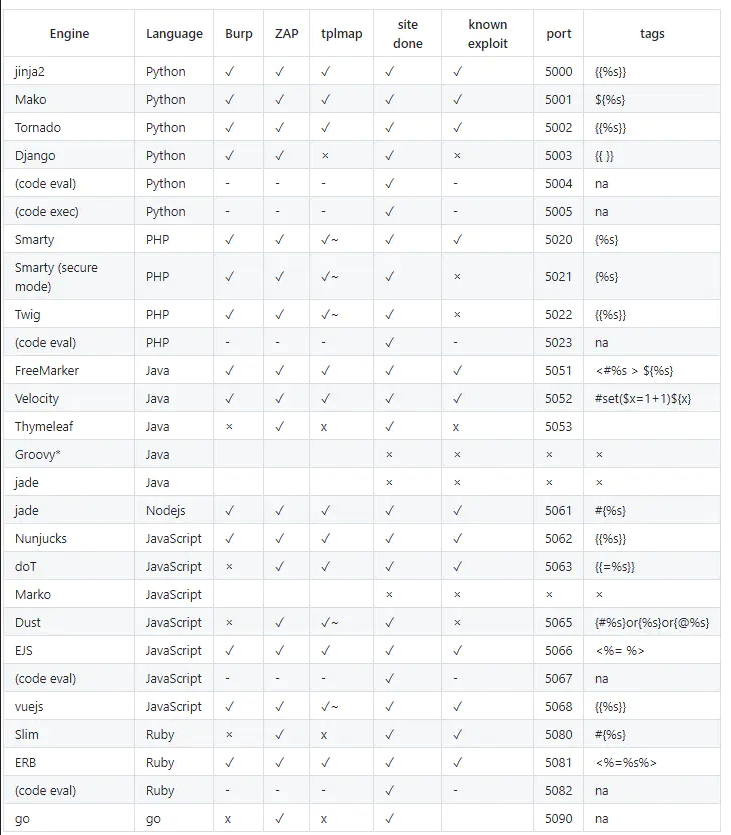 Engine Language Burp ZAP tplmap site done known exploit port tags
jinja2 Python ✓ ✓ ✓ ✓ ✓ 5000 {{%s}}
Mako Python ✓ ✓ ✓ ✓ ✓ 5001 ${%s}
Tornado Python ✓ ✓ ✓ ✓ ✓ 5002 {{%s}}
Django Python ✓ ✓ × ✓ × 5003 {{ }}
(code eval) Python - - - ✓ - 5004 na
(code exec) Python - - - ✓ - 5005 na
Smarty PHP ✓ ✓ ✓~ ✓ ✓ 5020 {%s}
Smarty (secure mode) PHP ✓ ✓ ✓~ ✓ × 5021 {%s}
Twig PHP ✓ ✓ ✓~ ✓ × 5022 {{%s}}
(code eval) PHP - - - ✓ - 5023 na
FreeMarker Java ✓ ✓ ✓ ✓ ✓ 5051 <#%s > ${%s}
Velocity Java ✓ ✓ ✓ ✓ ✓ 5052 #set($x=1+1)${x}
Thymeleaf Java × ✓ x ✓ x 5053
Groovy* Java × × × ×
jade Java × × × ×
jade Nodejs ✓ ✓ ✓ ✓ ✓ 5061 #{%s}
Nunjucks JavaScript ✓ ✓ ✓ ✓ ✓ 5062 {{%s}}
doT JavaScript × ✓ ✓ ✓ ✓ 5063 {{=%s}}
Marko JavaScript × × × ×
Dust JavaScript × ✓ ✓~ ✓ × 5065 {#%s}or{%s}or{@%s}
EJS JavaScript ✓ ✓ ✓ ✓ ✓ 5066 <%= %>
(code eval) JavaScript - - - ✓ - 5067 na
vuejs JavaScript ✓ ✓ ✓~ ✓ ✓ 5068 {{%s}}
Slim Ruby × ✓ x ✓ ✓ 5080 #{%s}
ERB Ruby ✓ ✓ ✓ ✓ ✓ 5081 <%=%s%>
(code eval) Ruby - - - ✓ - 5082 na
go go x ✓ x ✓ 5090 na